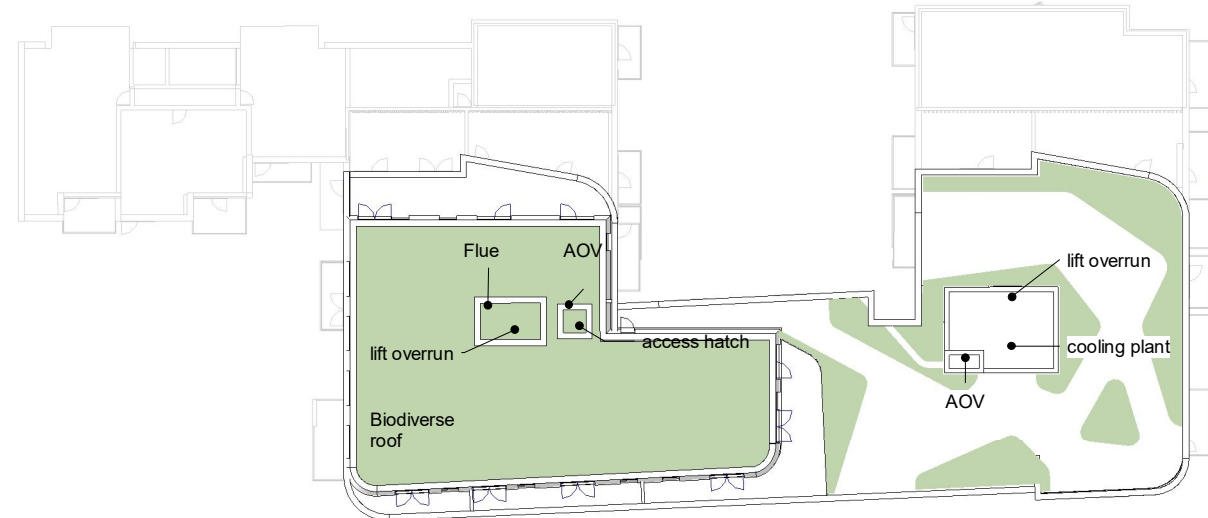 Flue
AOV
lift overrun
access hatch
Biodiverse
roof
lift overrun
cooling plant
AOV